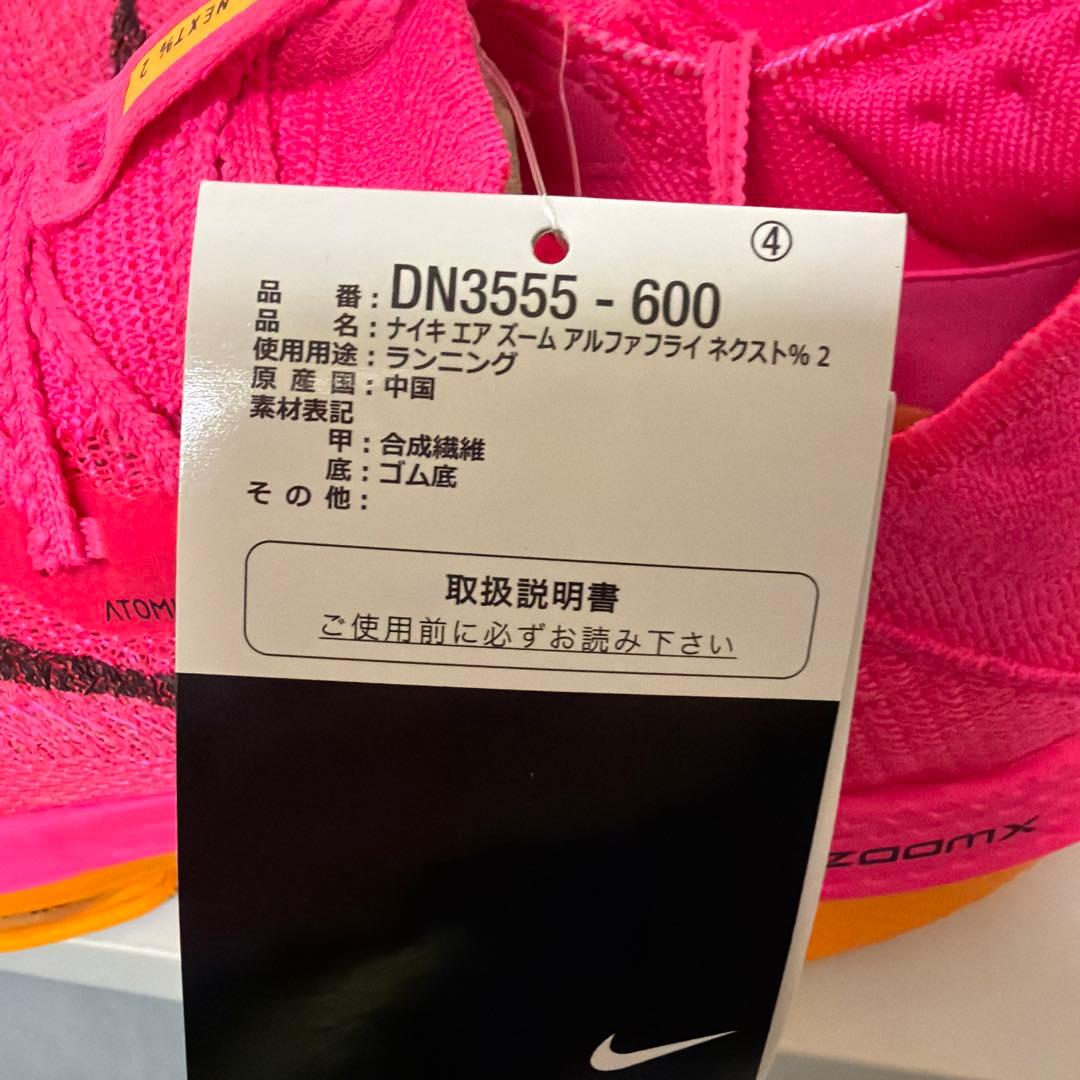 NEXT% 2
④
品 番 : DN3555 - 600
品 名 : ナイキ エア ズーム アルファフライ ネクスト% 2
使用用途 : ランニング
原 産 国 : 中国
素材表記
甲 : 合成繊維
底 : ゴム底
そ の 他 :
取扱説明書
ご使用前に必ずお読み下さい
ATOM
ZOOMX